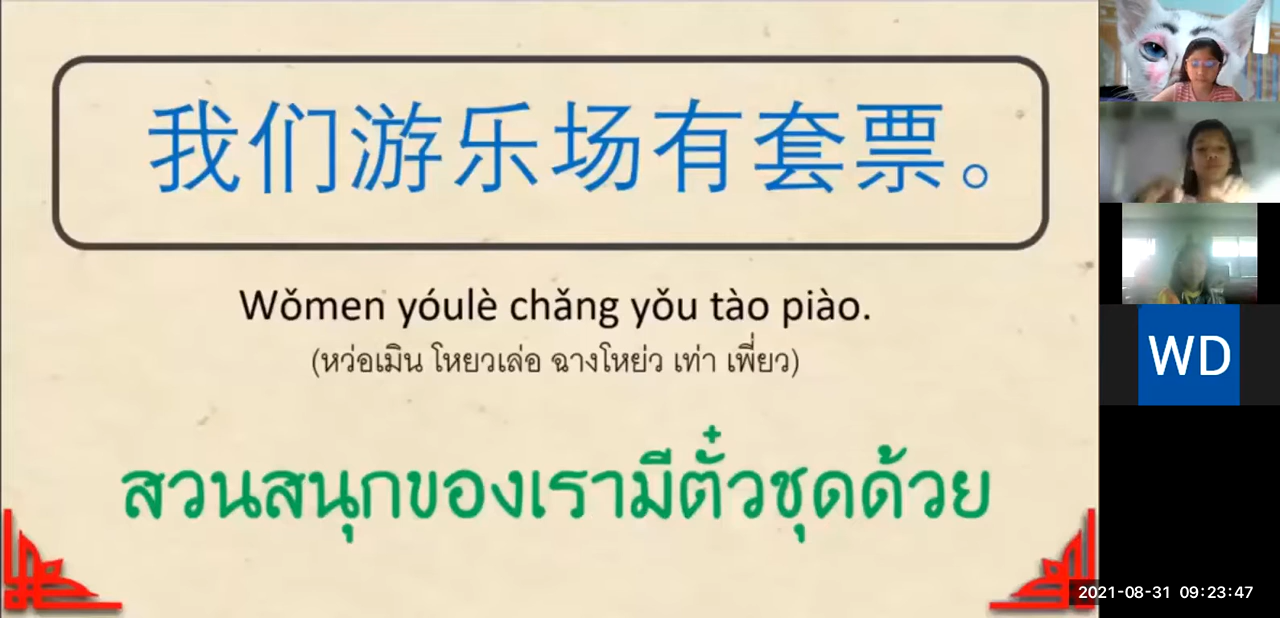 我们游乐场有套票。
Wǒmen yóulè chǎng yǒu tào piào.
(หว่อเมิน โหยวเล่อ ฉางโหย่ว เท่า เพี่ยว)
สวนสนุกของเรามีตั๋วชุดด้วย
WD
2021-08-31 09:23:47